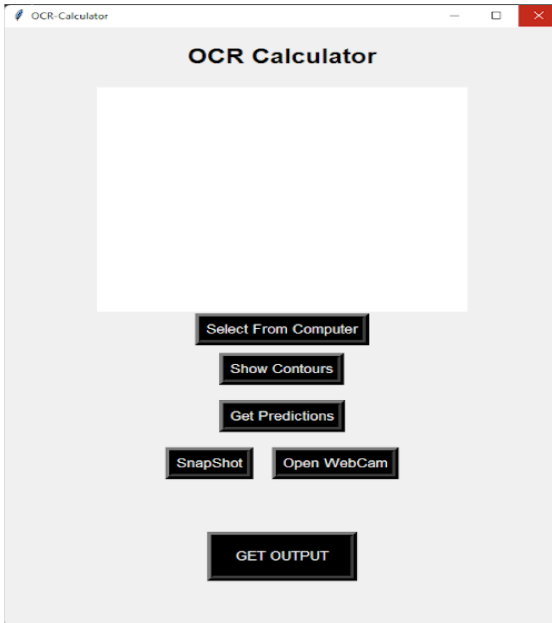 OCR-Calculator
OCR Calculator
Select From Computer
Show Contours
Get Predictions
SnapShot Open WebCam
GET OUTPUT